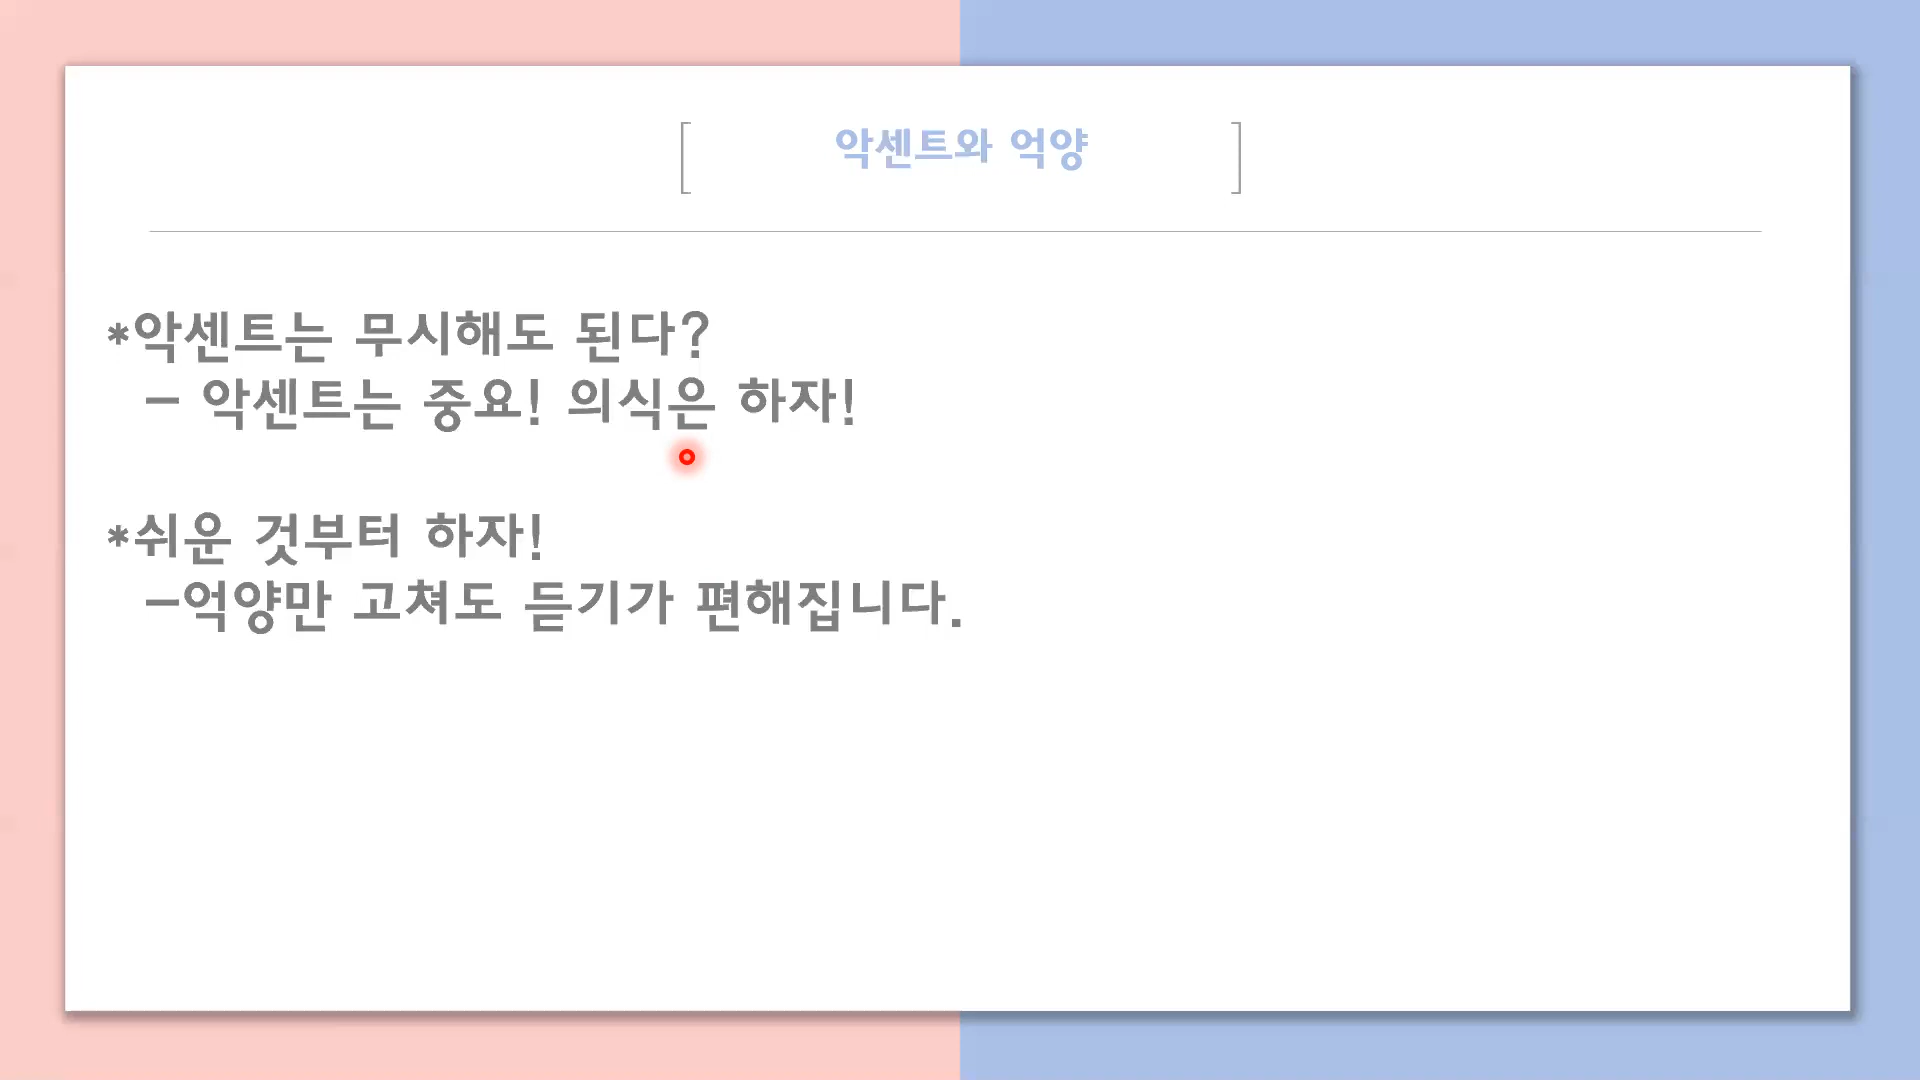 [ 악센트와 억양 ]
*악센트는 무시해도 된다?
- 악센트는 중요! 의식은 하자!
*쉬운 것부터 하자!
-억양만 고쳐도 듣기가 편해집니다.